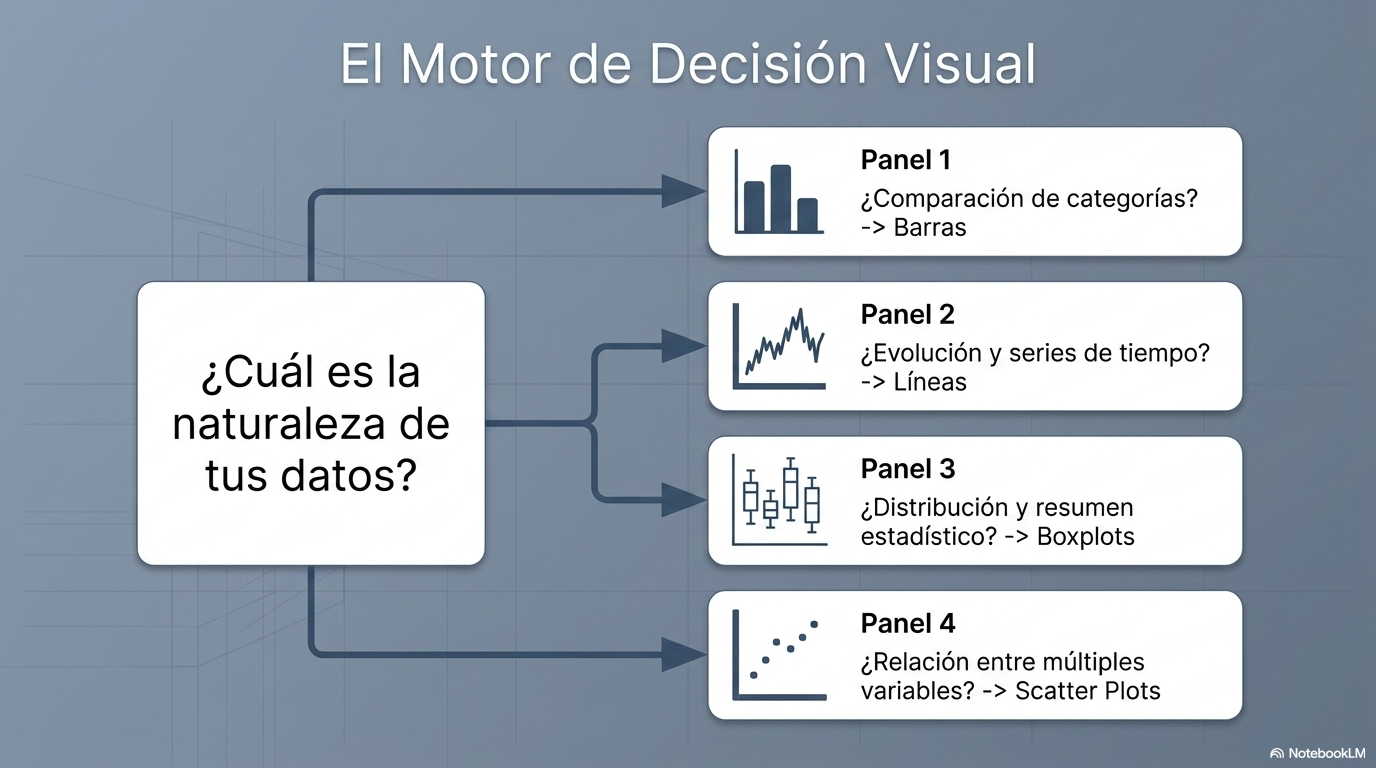 El Motor de Decisión Visual
¿Cuál es la
naturaleza de
tus datos?
Panel 1
¿Comparación de categorías?
-> Barras
Panel 2
¿Evolución y series de tiempo?
-> Líneas
Panel 3
¿Distribución y resumen
estadístico? -> Boxplots
Panel 4
¿Relación entre múltiples
variables? -> Scatter Plots
NotebookLM